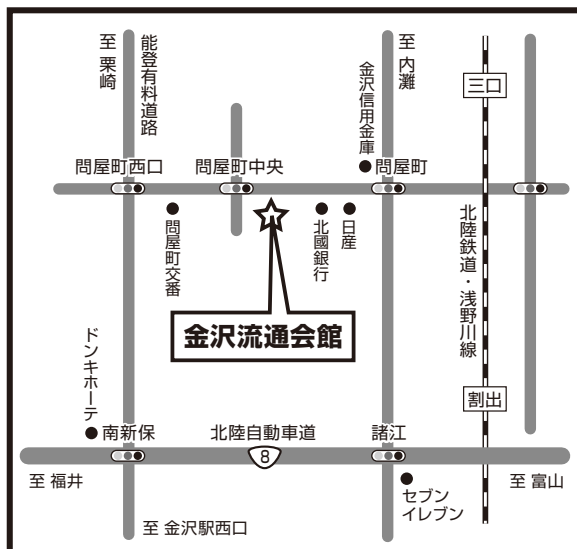 至 栗崎
能登有料道路
至 内灘
金沢信用金庫
三口
問屋町西口
問屋町中央
問屋町
問屋町交番
北國銀行
日産
北陸鉄道・浅野川線
金沢流通会館
ドンキホーテ
割出
南新保
北陸自動車道
8
諸江
至 福井
セブン
イレブン
至 富山
至 金沢駅西口